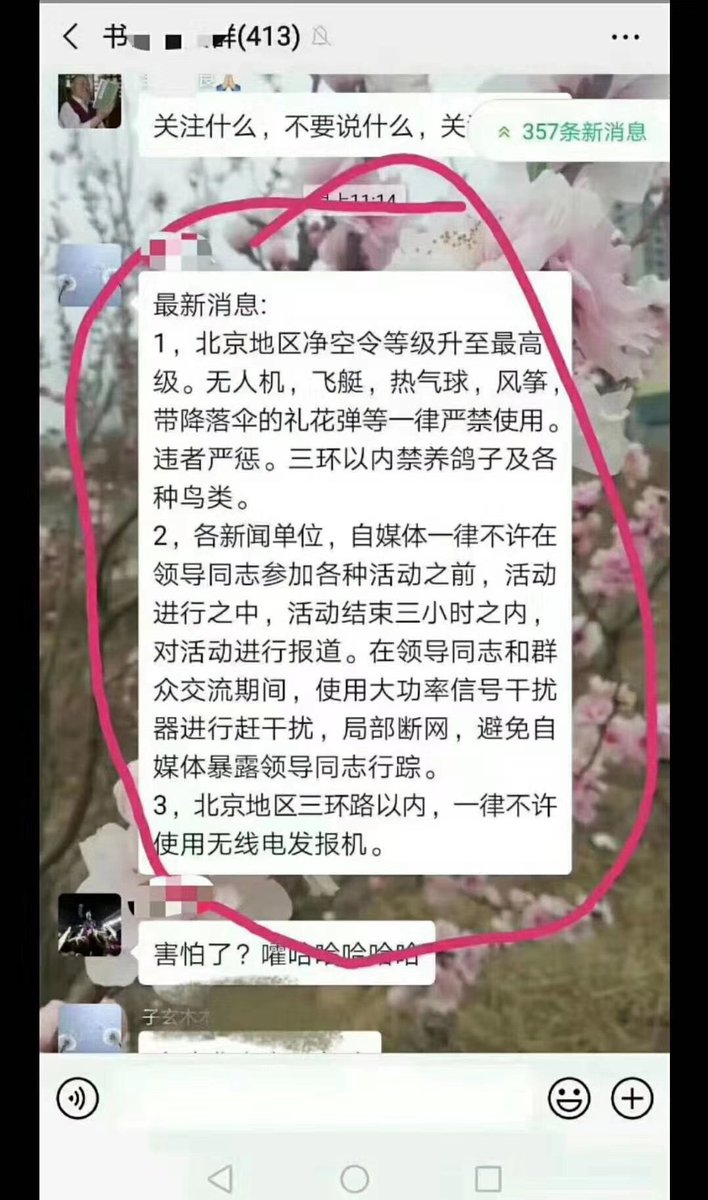 书 群(413)
关注什么，不要说什么，关
357条新消息
11:14
最新消息:
1，北京地区净空令等级升至最高
级。无人机，飞艇，热气球，风筝，
带降落伞的礼花弹等一律严禁使用。
违者严惩。三环以内禁养鸽子及各
种鸟类。
2，各新闻单位，自媒体一律不许在
领导同志参加各种活动之前，活动
进行之中，活动结束三小时之内，
对活动进行报道。在领导同志和群
众交流期间，使用大功率信号干扰
器进行赶干扰，局部断网，避免自
媒体暴露领导同志行踪。
3，北京地区三环路以内，一律不许
使用无线电发报机。
害怕了？嚯哈哈哈哈哈
子玄木木